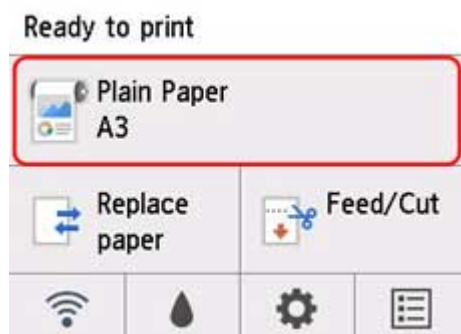 Ready to print
Plain Paper
A3
Replace
paper
Feed/Cut